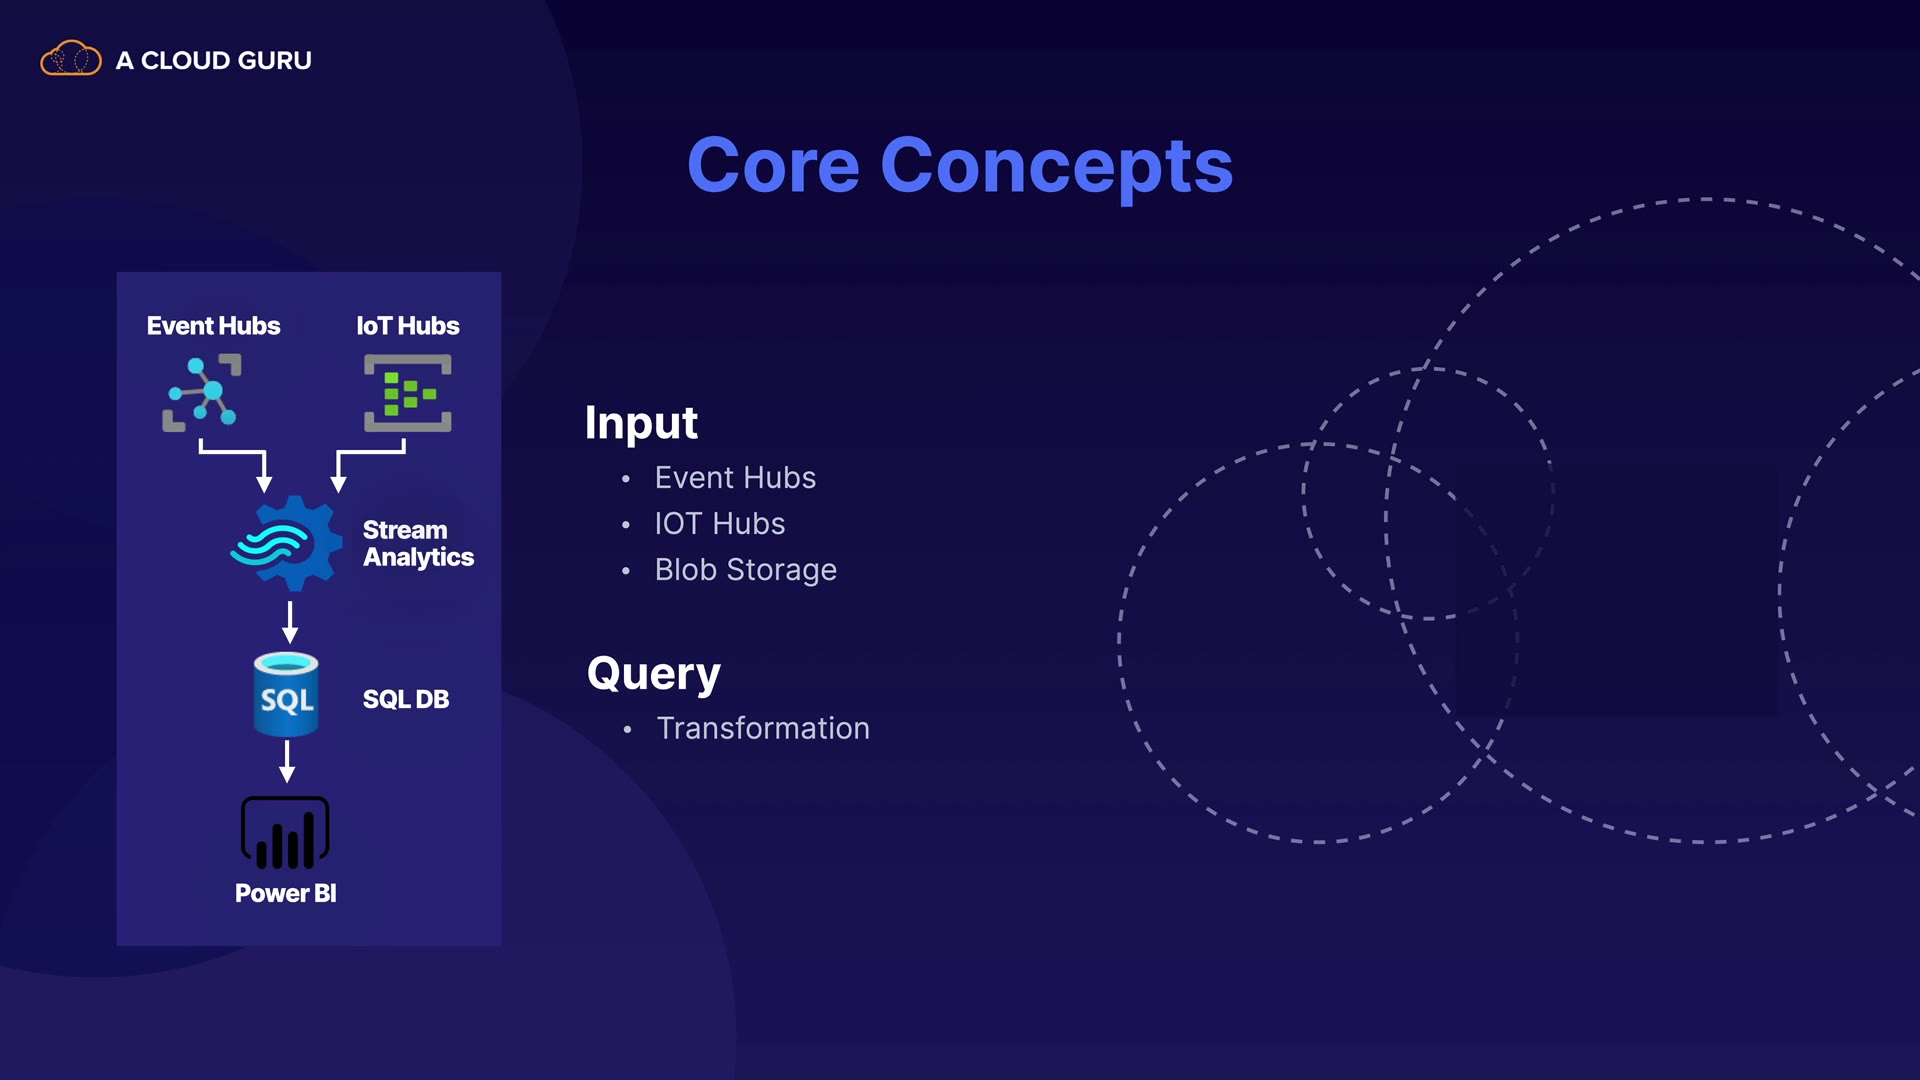 A CLOUD GURU
Core Concepts
Event Hubs
IoT Hubs
Stream
Analytics
SQL
SQL DB
Power BI
Input
• Event Hubs
• IOT Hubs
• Blob Storage
Query
• Transformation